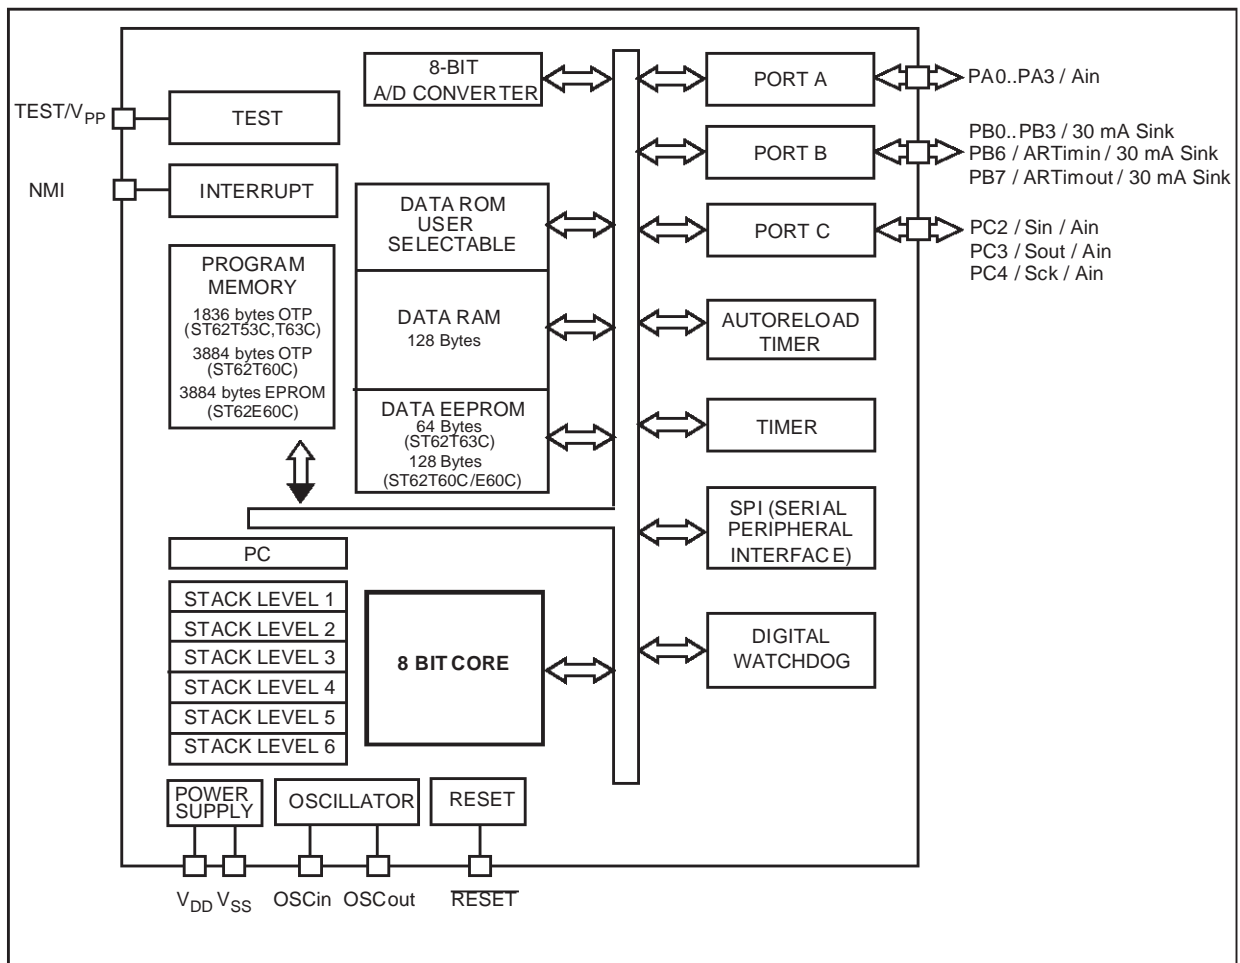 8-BIT
A/D CONVERTER
PORT A
PA0..PA3 / Ain
TEST/VPP
TEST
PORT B
PB0..PB3 / 30 mA Sink
PB6 / ARTimin / 30 mA Sink
PB7 / ARTimout / 30 mA Sink
NMI
INTERRUPT
DATA ROM
USER
SELECTABLE
PORT C
PC2 / Sin / Ain
PC3 / Sout / Ain
PC4 / Sck / Ain
PROGRAM
MEMORY
1836 bytes OTP
(ST62T53C,T63C)
3884 bytes OTP
(ST62T60C)
3884 bytes EPROM
(ST62E60C)
DATA RAM
128 Bytes
AUTORELOAD
TIMER
DATA EEPROM
64 Bytes
(ST62T63C)
128 Bytes
(ST62T60C/E60C)
TIMER
SPI (SERIAL
PERIPHERAL
INTERFACE)
PC
STACK LEVEL 1
STACK LEVEL 2
STACK LEVEL 3
STACK LEVEL 4
STACK LEVEL 5
STACK LEVEL 6
8 BIT CORE
DIGITAL
WATCHDOG
POWER
SUPPLY
OSCILLATOR
RESET
VDD VSS
OSCin OSCout
RESET